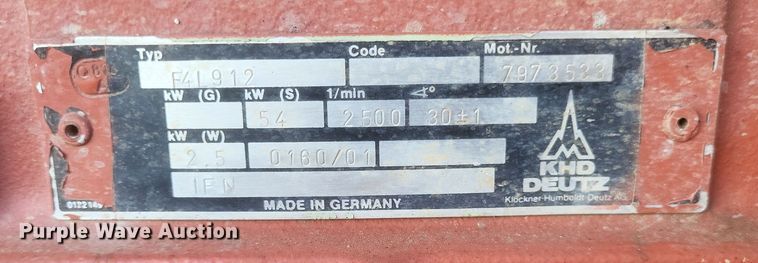 Typ Code Mot.-Nr.
F4L912 7973533
kW (G) kW (S) 1/min ∢°
54 2500 30±1
kW (W)
2.5 0160/01
IFN
KHD
DEUTZ
Klöckner-Humboldt-Deutz AG
MADE IN GERMANY
Purple Wave Auction